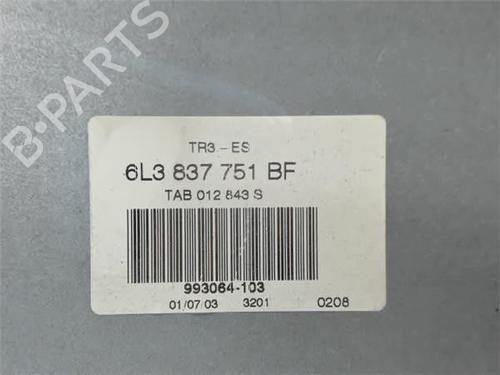 B-PARTS
TR3 - ES
6L3 837 751 BF
TAB 012 843 S
993064-103
01/07/03 3201 0208